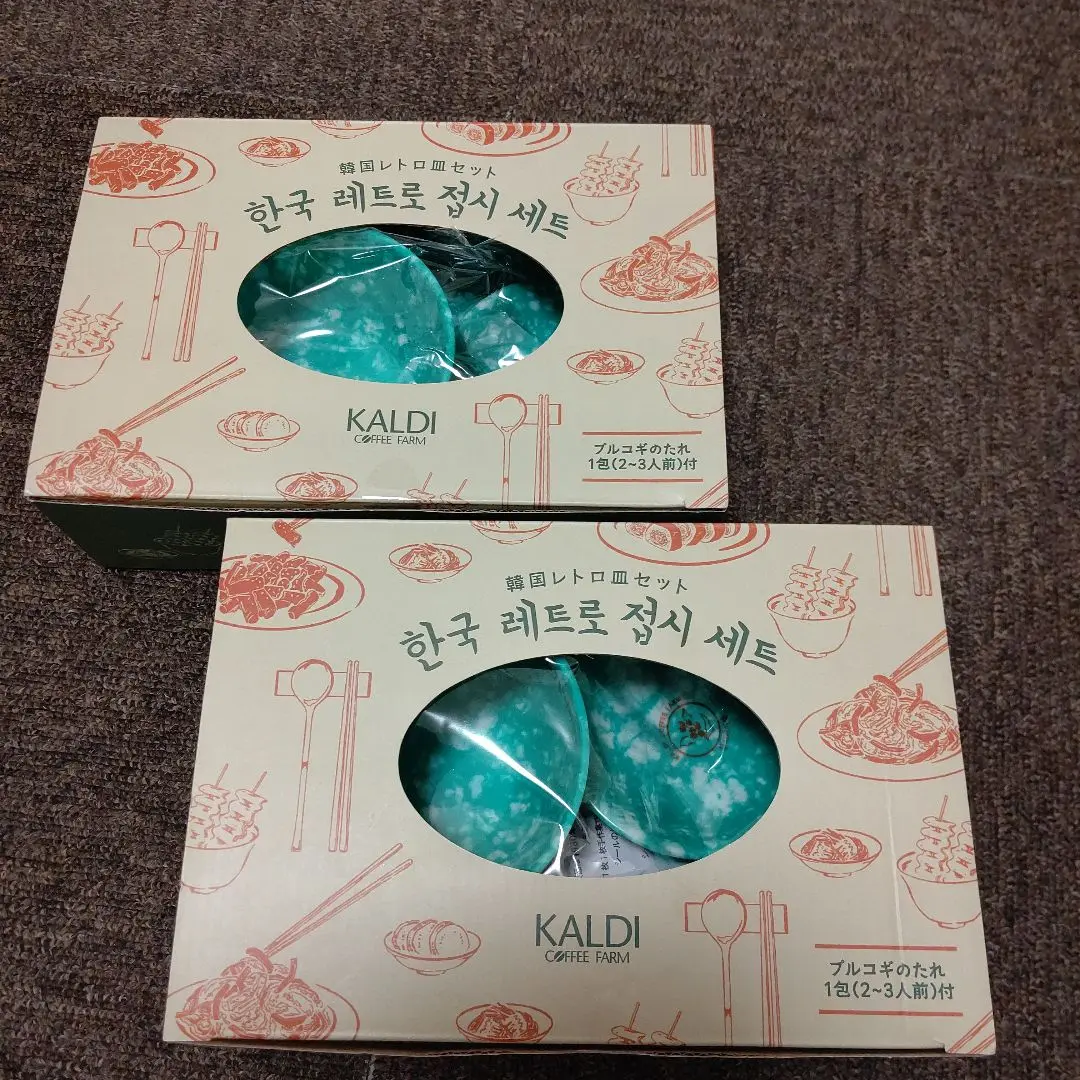 韓国レトロ皿セット
한국 레트로 접시 세트
KALDI
COFFEE FARM
ブルコギのたれ
1包(2~3人前)付
韓国レトロ皿セット
한국 레트로 접시 세트
KALDI
COFFEE FARM
ブルコギのたれ
1包(2~3人前)付